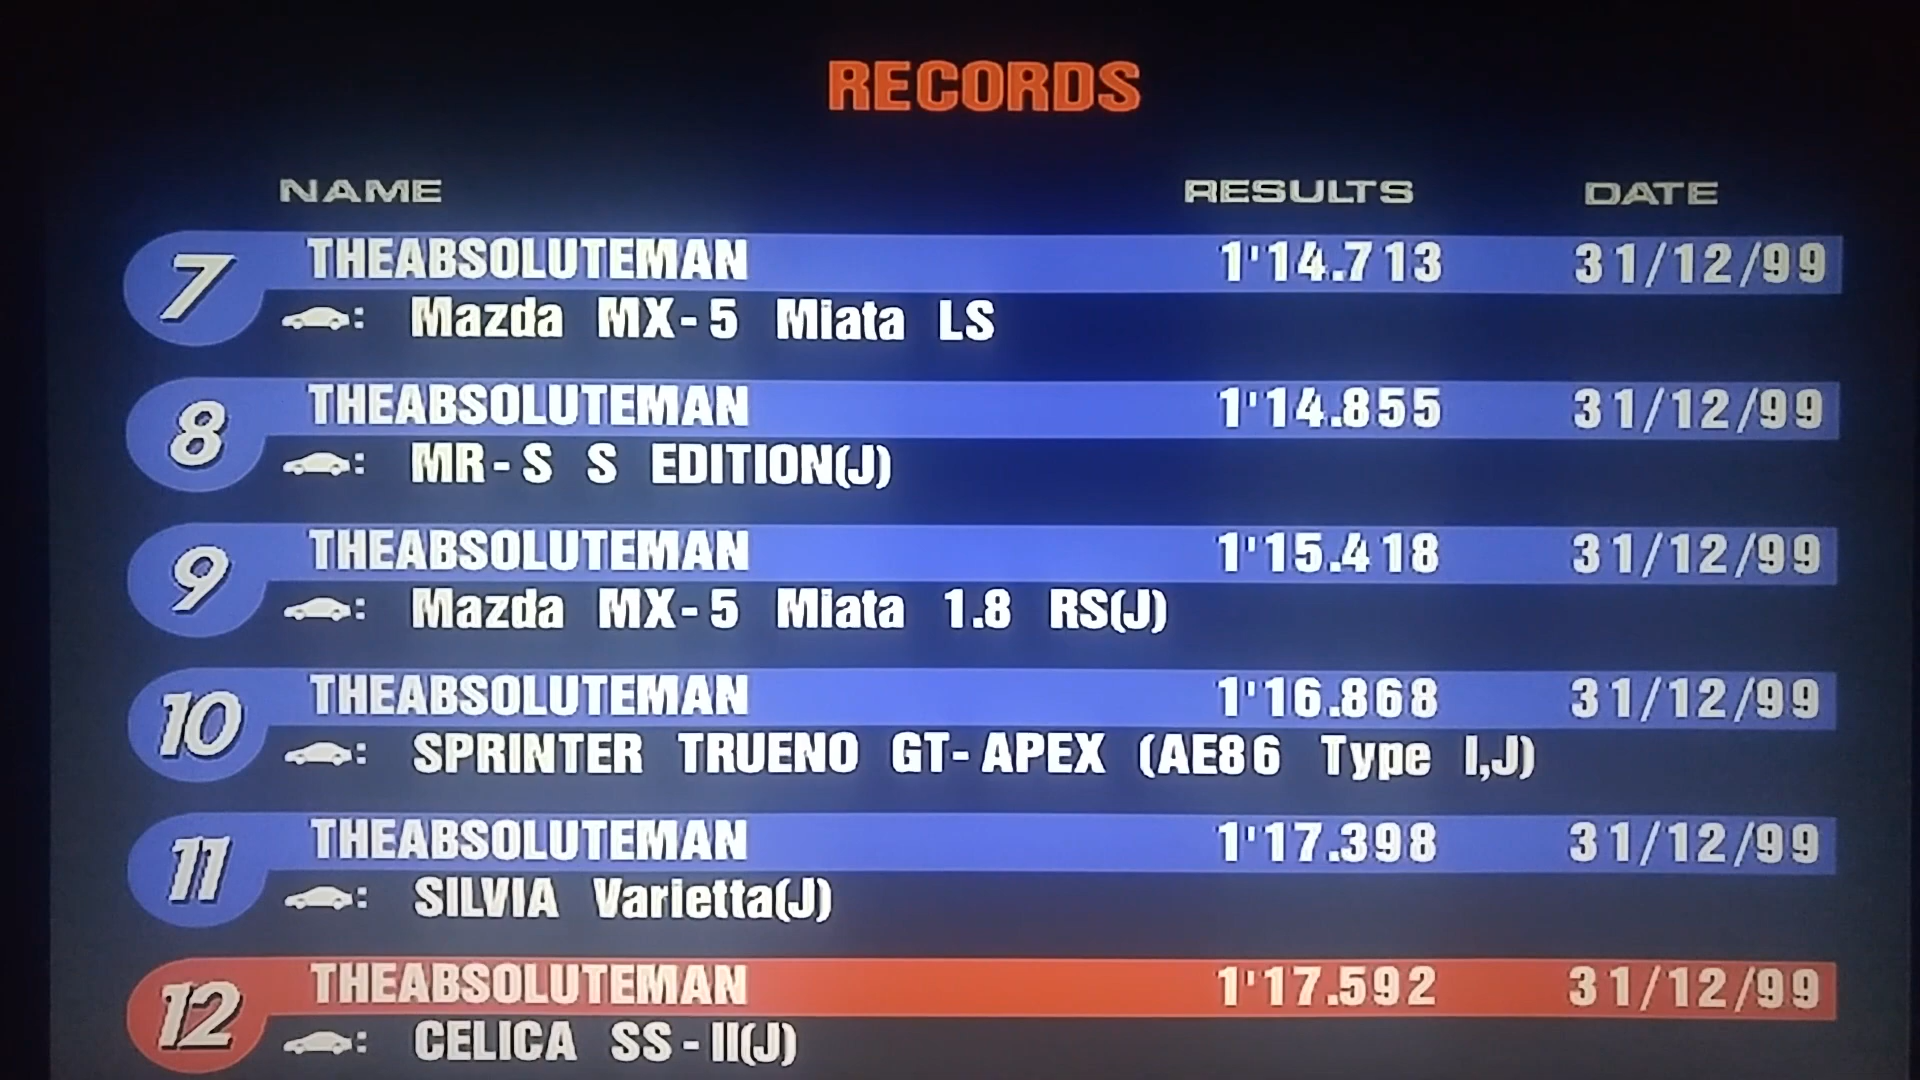 RECORDS
NAME RESULTS DATE
7 THEABSOLUTEMAN 1'14.713 31/12/99
: Mazda MX-5 Miata LS
8 THEABSOLUTEMAN 1'14.855 31/12/99
: MR-S S EDITION(J)
9 THEABSOLUTEMAN 1'15.418 31/12/99
: Mazda MX-5 Miata 1.8 RS(J)
10 THEABSOLUTEMAN 1'16.868 31/12/99
: SPRINTER TRUENO GT-APEX (AE86 Type I,J)
11 THEABSOLUTEMAN 1'17.398 31/12/99
: SILVIA Varietta(J)
12 THEABSOLUTEMAN 1'17.592 31/12/99
: CELICA SS-II(J)